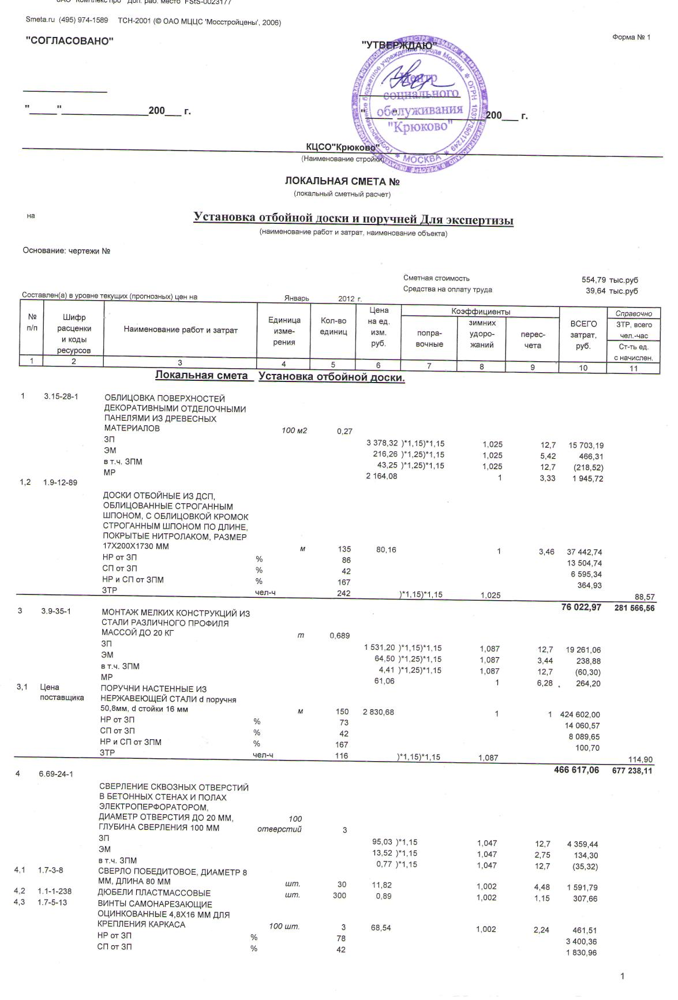 ЗАО "Комплекс про" Доп. раб. место FStS-0023177
Smeta.ru (495) 974-1589 ТСН-2001 (© ОАО МЦЦС 'Мосстройцены', 2006)
Форма № 1
"СОГЛАСОВАНО" "УТВЕРЖДАЮ"
Государственное бюджетное учреждение города Москвы * ОГРН 1037739017249 * МОСКВА *
Центр
социального
обслуживания
"Крюково"
"_____"________________200___ г. "_____"________________200___ г.
КЦСО"Крюково"
(Наименование стройки)
ЛОКАЛЬНАЯ СМЕТА №
(локальный сметный расчет)
на Установка отбойной доски и поручней Для экспертизы
(наименование работ и затрат, наименование объекта)
Основание: чертежи №
Сметная стоимость 554,79 тыс.руб
Средства на оплату труда 39,64 тыс.руб
Составлен(а) в уровне текущих (прогнозных) цен на Январь 2012 г.
№ п/п Шифр расценки и коды ресурсов Наименование работ и затрат Единица изме- рения Кол-во единиц Цена на ед. изм. руб. Коэффициенты попра- вочные зимних удоро- жаний перес- чета ВСЕГО затрат, руб. Справочно ЗТР, всего чел.-час Ст-ть ед. с начислен.
1 2 3 4 5 6 7 8 9 10 11
Локальная смета Установка отбойной доски.
1 3.15-28-1 ОБЛИЦОВКА ПОВЕРХНОСТЕЙ
ДЕКОРАТИВНЫМИ ОТДЕЛОЧНЫМИ
ПАНЕЛЯМИ ИЗ ДРЕВЕСНЫХ
МАТЕРИАЛОВ 100 м2 0,27
ЗП 3 378,32 )*1,15)*1,15 1,025 12,7 15 703,19
ЭМ 216,26 )*1,25)*1,15 1,025 5,42 466,31
в т.ч. ЗПМ 43,25 )*1,25)*1,15 1,025 12,7 (218,52)
МР 2 164,08 1 3,33 1 945,72
1,2 1.9-12-89
ДОСКИ ОТБОЙНЫЕ ИЗ ДСП,
ОБЛИЦОВАННЫЕ СТРОГАННЫМ
ШПОНОМ, С ОБЛИЦОВКОЙ КРОМОК
СТРОГАННЫМ ШПОНОМ ПО ДЛИНЕ,
ПОКРЫТЫЕ НИТРОЛАКОМ, РАЗМЕР
17Х200Х1730 ММ м 135 80,16 1 3,46 37 442,74
НР от ЗП % 86 13 504,74
СП от ЗП % 42 6 595,34
НР и СП от ЗПМ % 167 364,93
ЗТР чел-ч 242 )*1,15)*1,15 1,025 88,57
76 022,97 281 566,56
3 3.9-35-1 МОНТАЖ МЕЛКИХ КОНСТРУКЦИЙ ИЗ
СТАЛИ РАЗЛИЧНОГО ПРОФИЛЯ
МАССОЙ ДО 20 КГ т 0,689
ЗП 1 531,20 )*1,15)*1,15 1,087 12,7 19 261,06
ЭМ 64,50 )*1,25)*1,15 1,087 3,44 238,88
в т.ч. ЗПМ 4,41 )*1,25)*1,15 1,087 12,7 (60,30)
МР 61,06 1 6,28 264,20
3,1 Цена поставщика ПОРУЧНИ НАСТЕННЫЕ ИЗ
НЕРЖАВЕЮЩЕЙ СТАЛИ d поручня
50,8мм, d стойки 16 мм м 150 2 830,68 1 1 424 602,00
НР от ЗП % 73 14 060,57
СП от ЗП % 42 8 089,65
НР и СП от ЗПМ % 167 100,70
ЗТР чел-ч 116 )*1,15)*1,15 1,087 114,90
466 617,06 677 238,11
4 6.69-24-1
СВЕРЛЕНИЕ СКВОЗНЫХ ОТВЕРСТИЙ
В БЕТОННЫХ СТЕНАХ И ПОЛАХ
ЭЛЕКТРОПЕРФОРАТОРОМ,
ДИАМЕТР ОТВЕРСТИЯ ДО 20 ММ,
ГЛУБИНА СВЕРЛЕНИЯ 100 ММ 100 отверстий 3
ЗП 95,03 )*1,15 1,047 12,7 4 359,44
ЭМ 13,52 )*1,15 1,047 2,75 134,30
в т.ч. ЗПМ 0,77 )*1,15 1,047 12,7 (35,32)
4,1 1.7-3-8 СВЕРЛО ПОБЕДИТОВОЕ, ДИАМЕТР 8
ММ, ДЛИНА 80 ММ шт. 30 11,82 1,002 4,48 1 591,79
4,2 1.1-1-238 ДЮБЕЛИ ПЛАСТМАССОВЫЕ шт. 300 0,89 1,002 1,15 307,66
4,3 1.7-5-13 ВИНТЫ САМОНАРЕЗАЮЩИЕ
ОЦИНКОВАННЫЕ 4,8Х16 ММ ДЛЯ
КРЕПЛЕНИЯ КАРКАСА 100 шт. 3 68,54 1,002 2,24 461,51
НР от ЗП % 78 3 400,36
СП от ЗП % 42 1 830,96
1